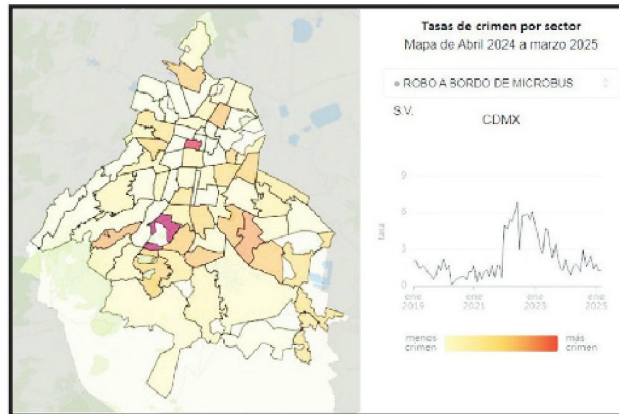 Tasas de crimen por sector
Mapa de Abril 2024 a marzo 2025
ROBO A BORDO DE MICROBUS
S.V.
CDMX
9
6
3
0
tasa
ene
2019
ene
2021
ene
2023
ene
2025
menos
crimen
más
crimen